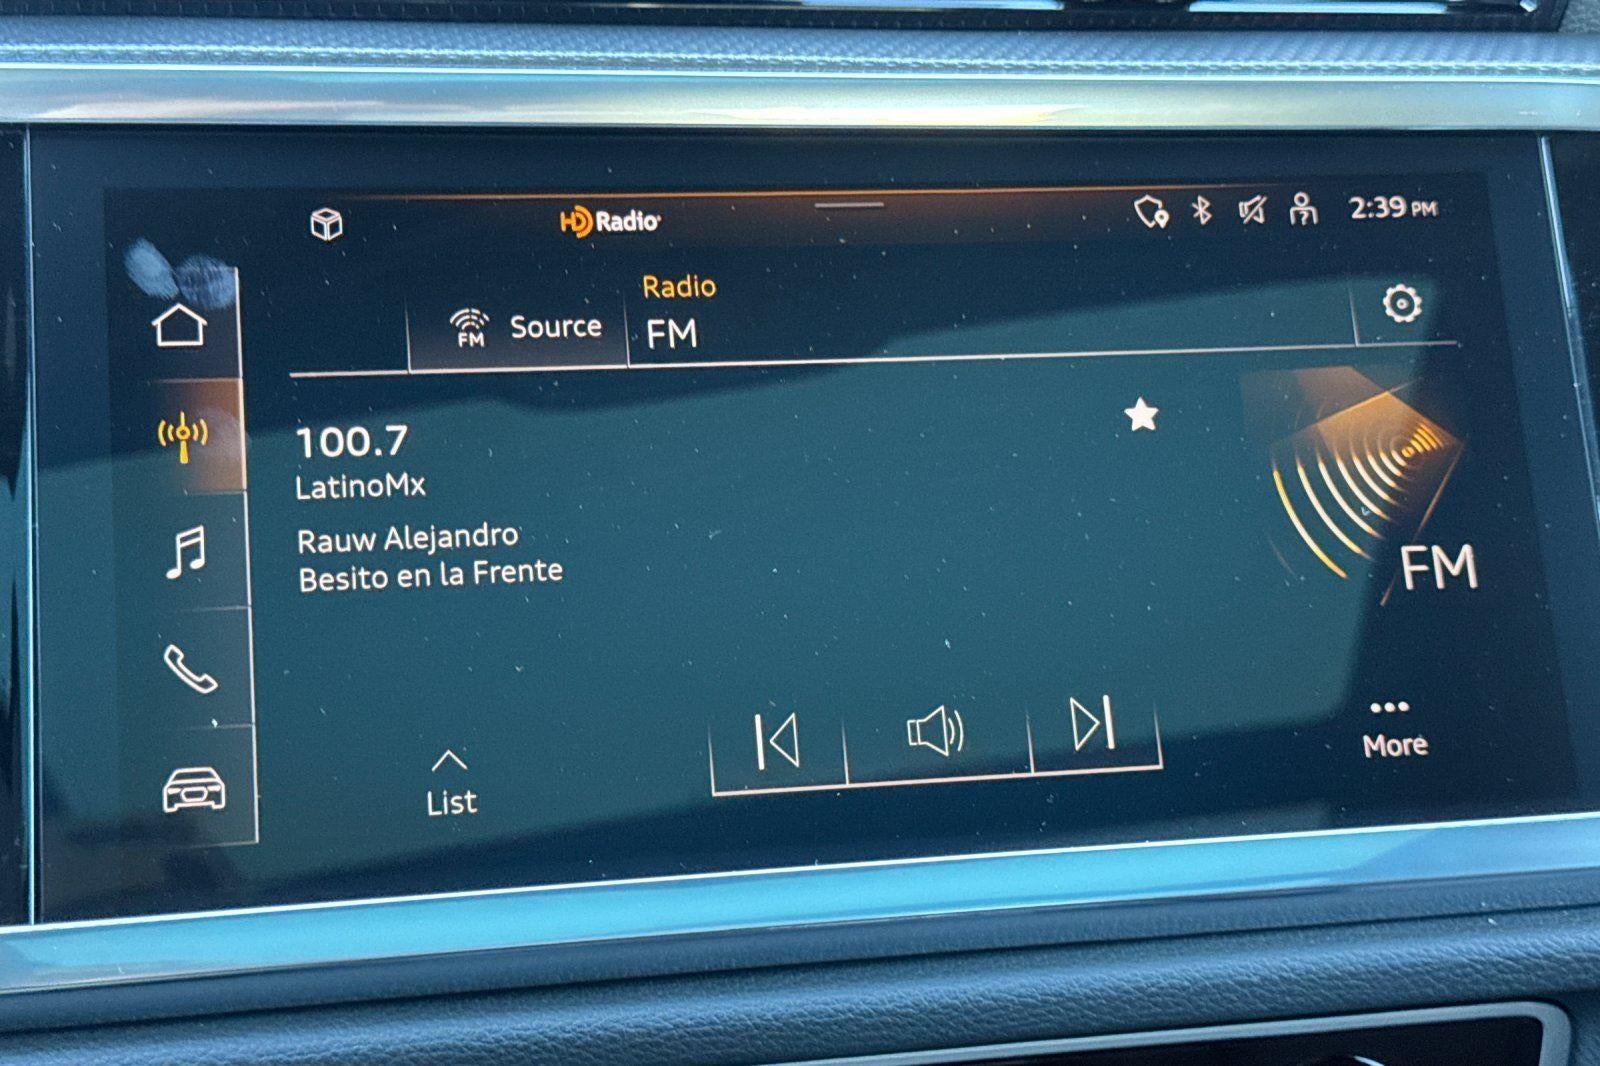 HD Radio
2:39 PM
FM
Source
Radio
FM
100.7
LatinoMx
Rauw Alejandro
Besito en la Frente
FM
List
More